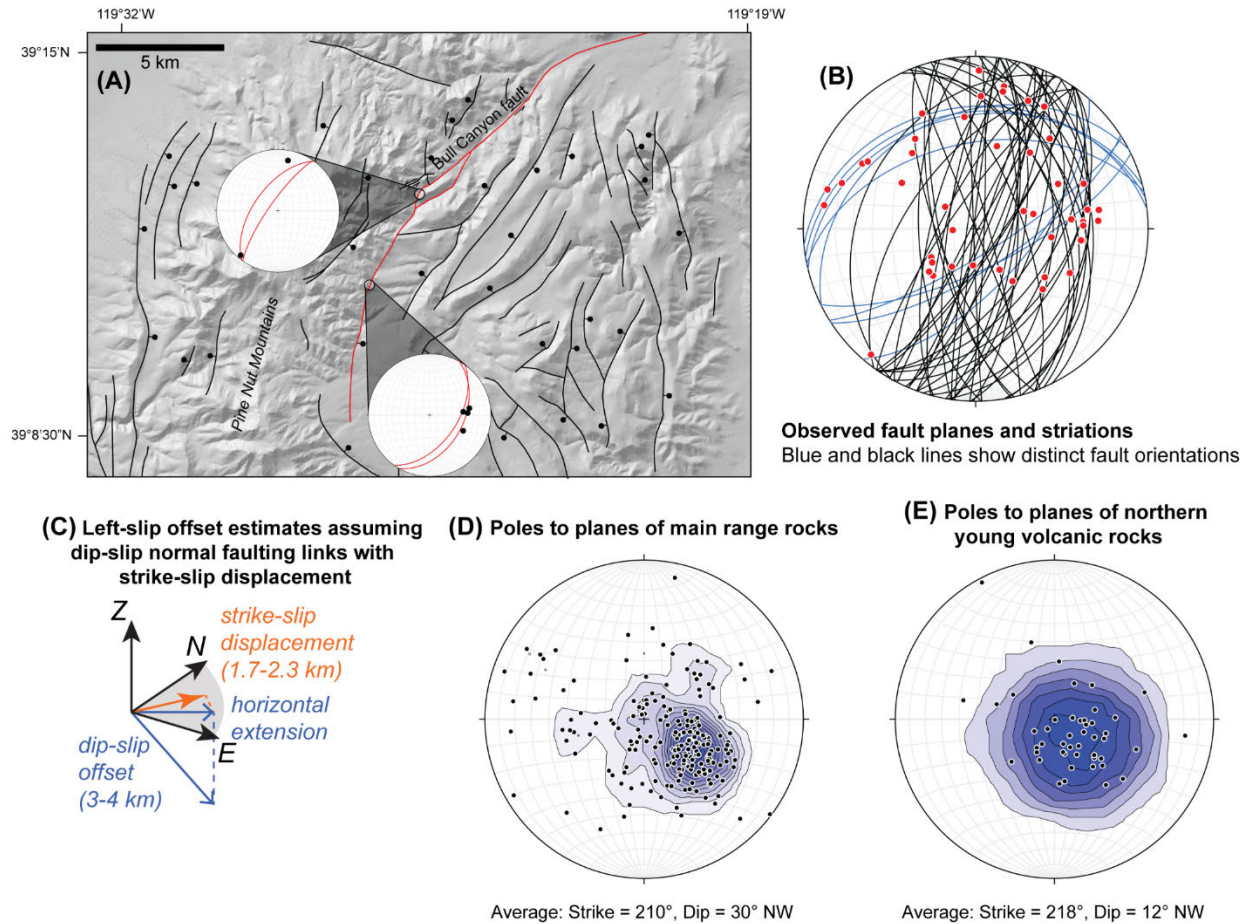 119°32'W
119°19'W
39°15'N
(A)
5 km
Bull Canyon fault
Pine Nut Mountains
39°8'30"N
(B)
Observed fault planes and striations
Blue and black lines show distinct fault orientations
(C) Left-slip offset estimates assuming
dip-slip normal faulting links with
strike-slip displacement
Z
N
E
strike-slip
displacement
(1.7-2.3 km)
horizontal
extension
dip-slip
offset
(3-4 km)
(D) Poles to planes of main range rocks
Average: Strike = 210°, Dip = 30° NW
(E) Poles to planes of northern
young volcanic rocks
Average: Strike = 218°, Dip = 12° NW